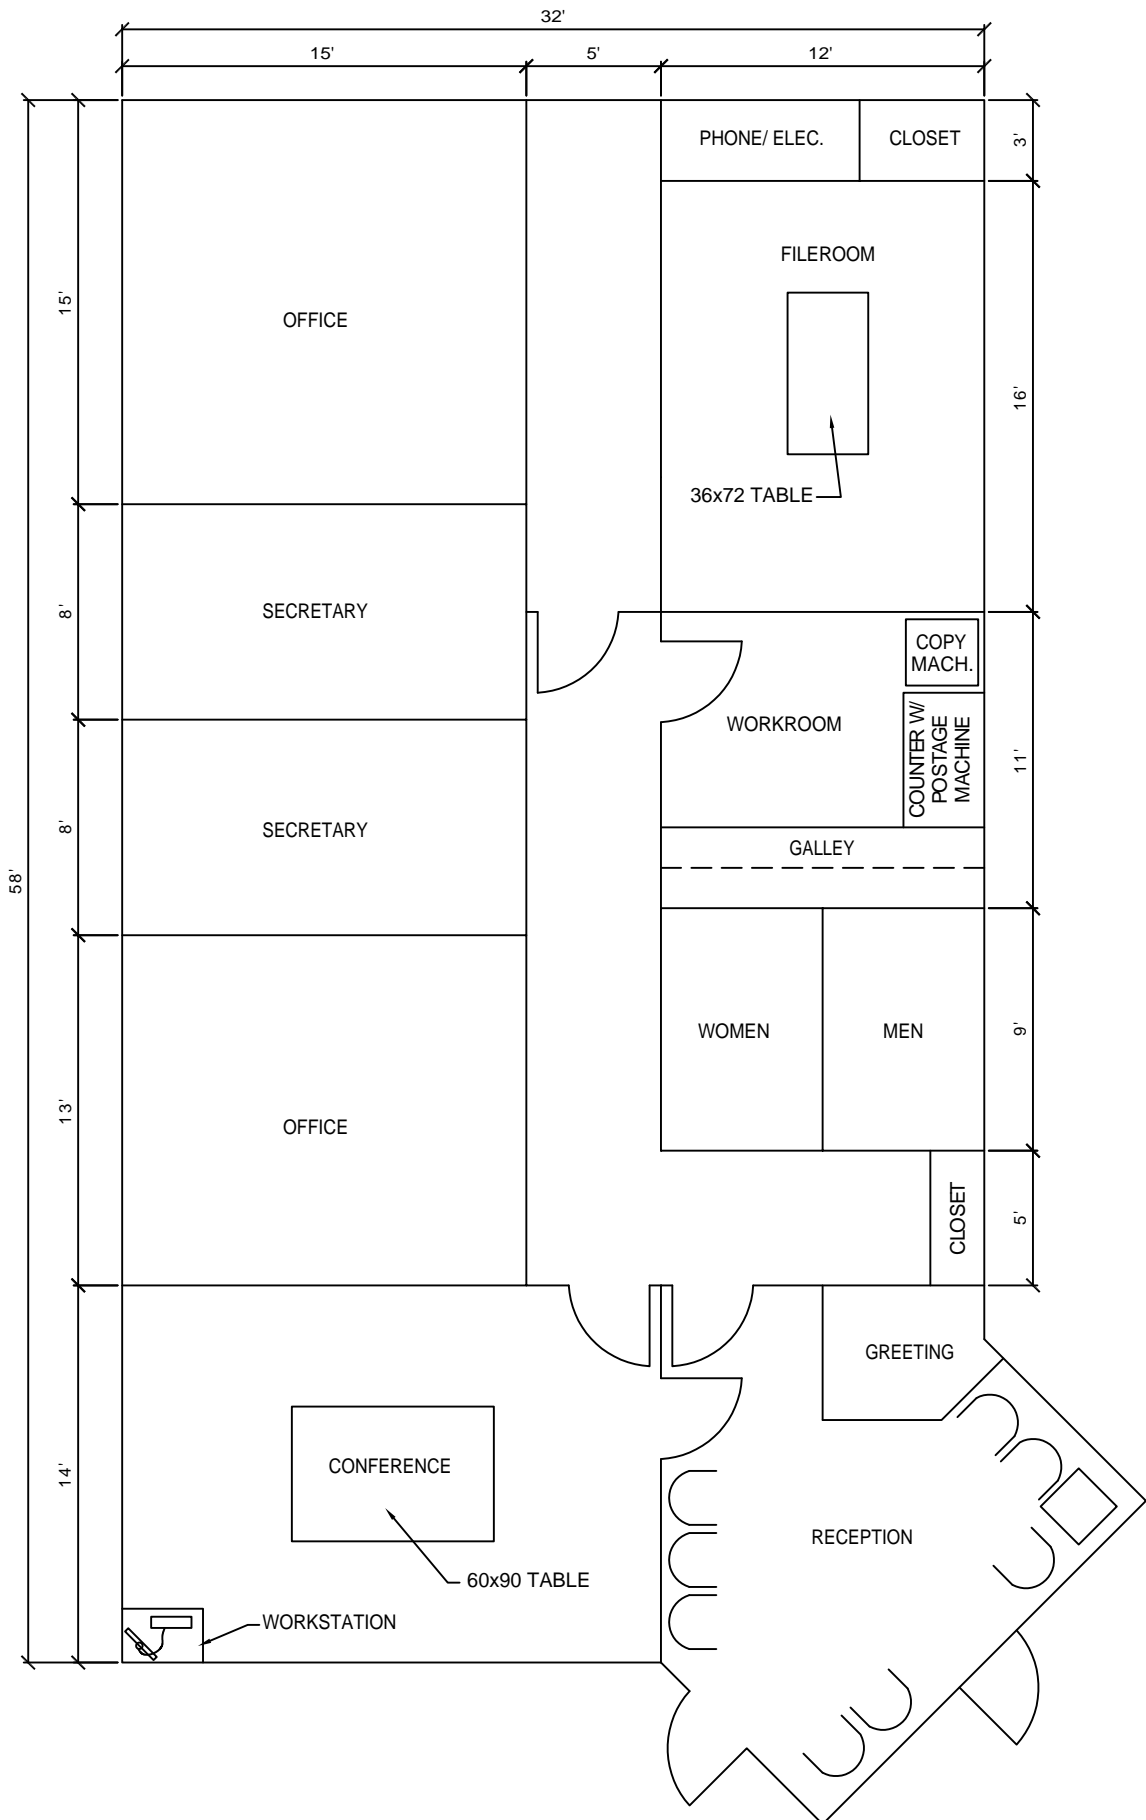 32'
15'
5'
12'
PHONE/ ELEC.
CLOSET
3'
FILEROOM
15'
OFFICE
16'
36x72 TABLE
8'
SECRETARY
COPY
MACH.
WORKROOM
COUNTER W/
POSTAGE
MACHINE
11'
8'
SECRETARY
GALLEY
58'
WOMEN
MEN
9'
13'
OFFICE
CLOSET
5'
GREETING
14'
CONFERENCE
RECEPTION
60x90 TABLE
WORKSTATION